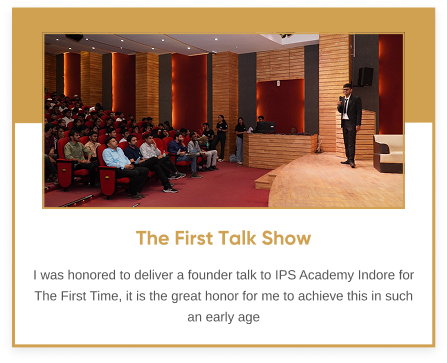 The First Talk Show
I was honored to deliver a founder talk to IPS Academy Indore for
The First Time, it is the great honor for me to achieve this in such
an early age